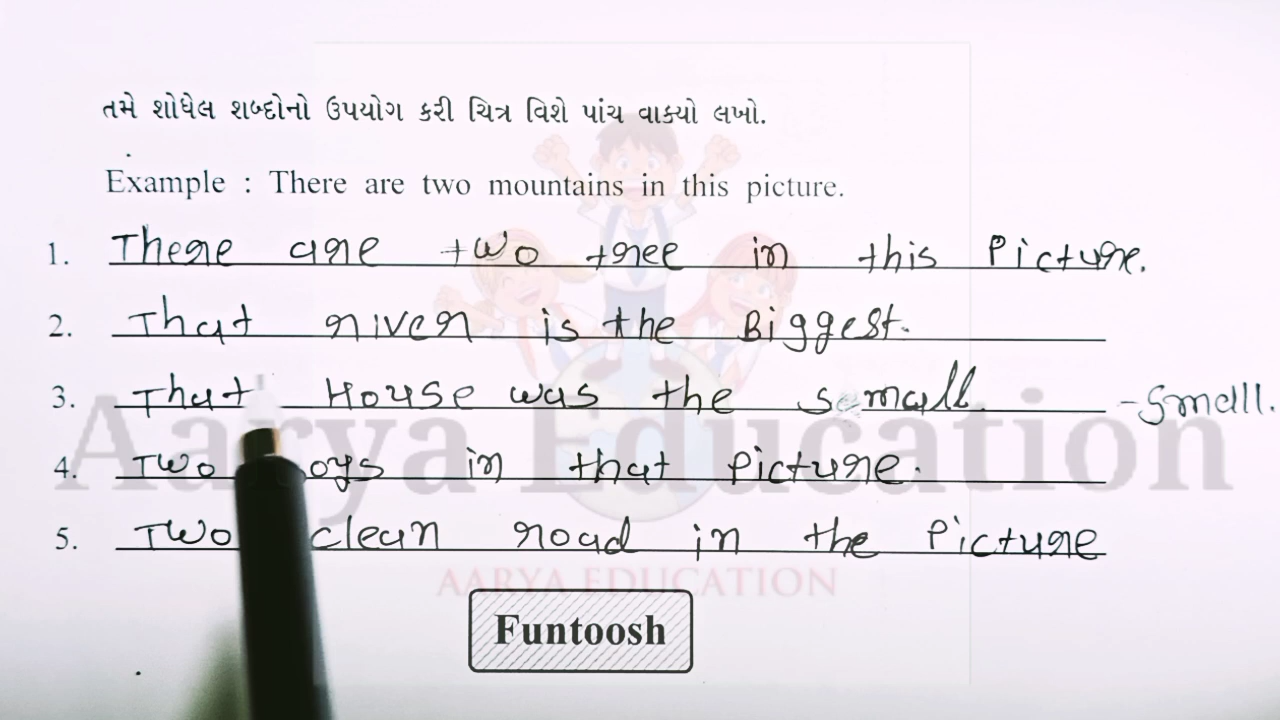 તમે શોધેલ શબ્દોનો ઉપયોગ કરી ચિત્ર વિશે પાંચ વાક્યો લખો.
Example : There are two mountains in this picture.
1. There are two tree in this Picture.
2. That river is the Biggest.
3. That House was the small. - Small.
4. Two oys in that Picture.
5. Two clean road in the Picture
Aarya Education
AARYA EDUCATION
Funtoosh